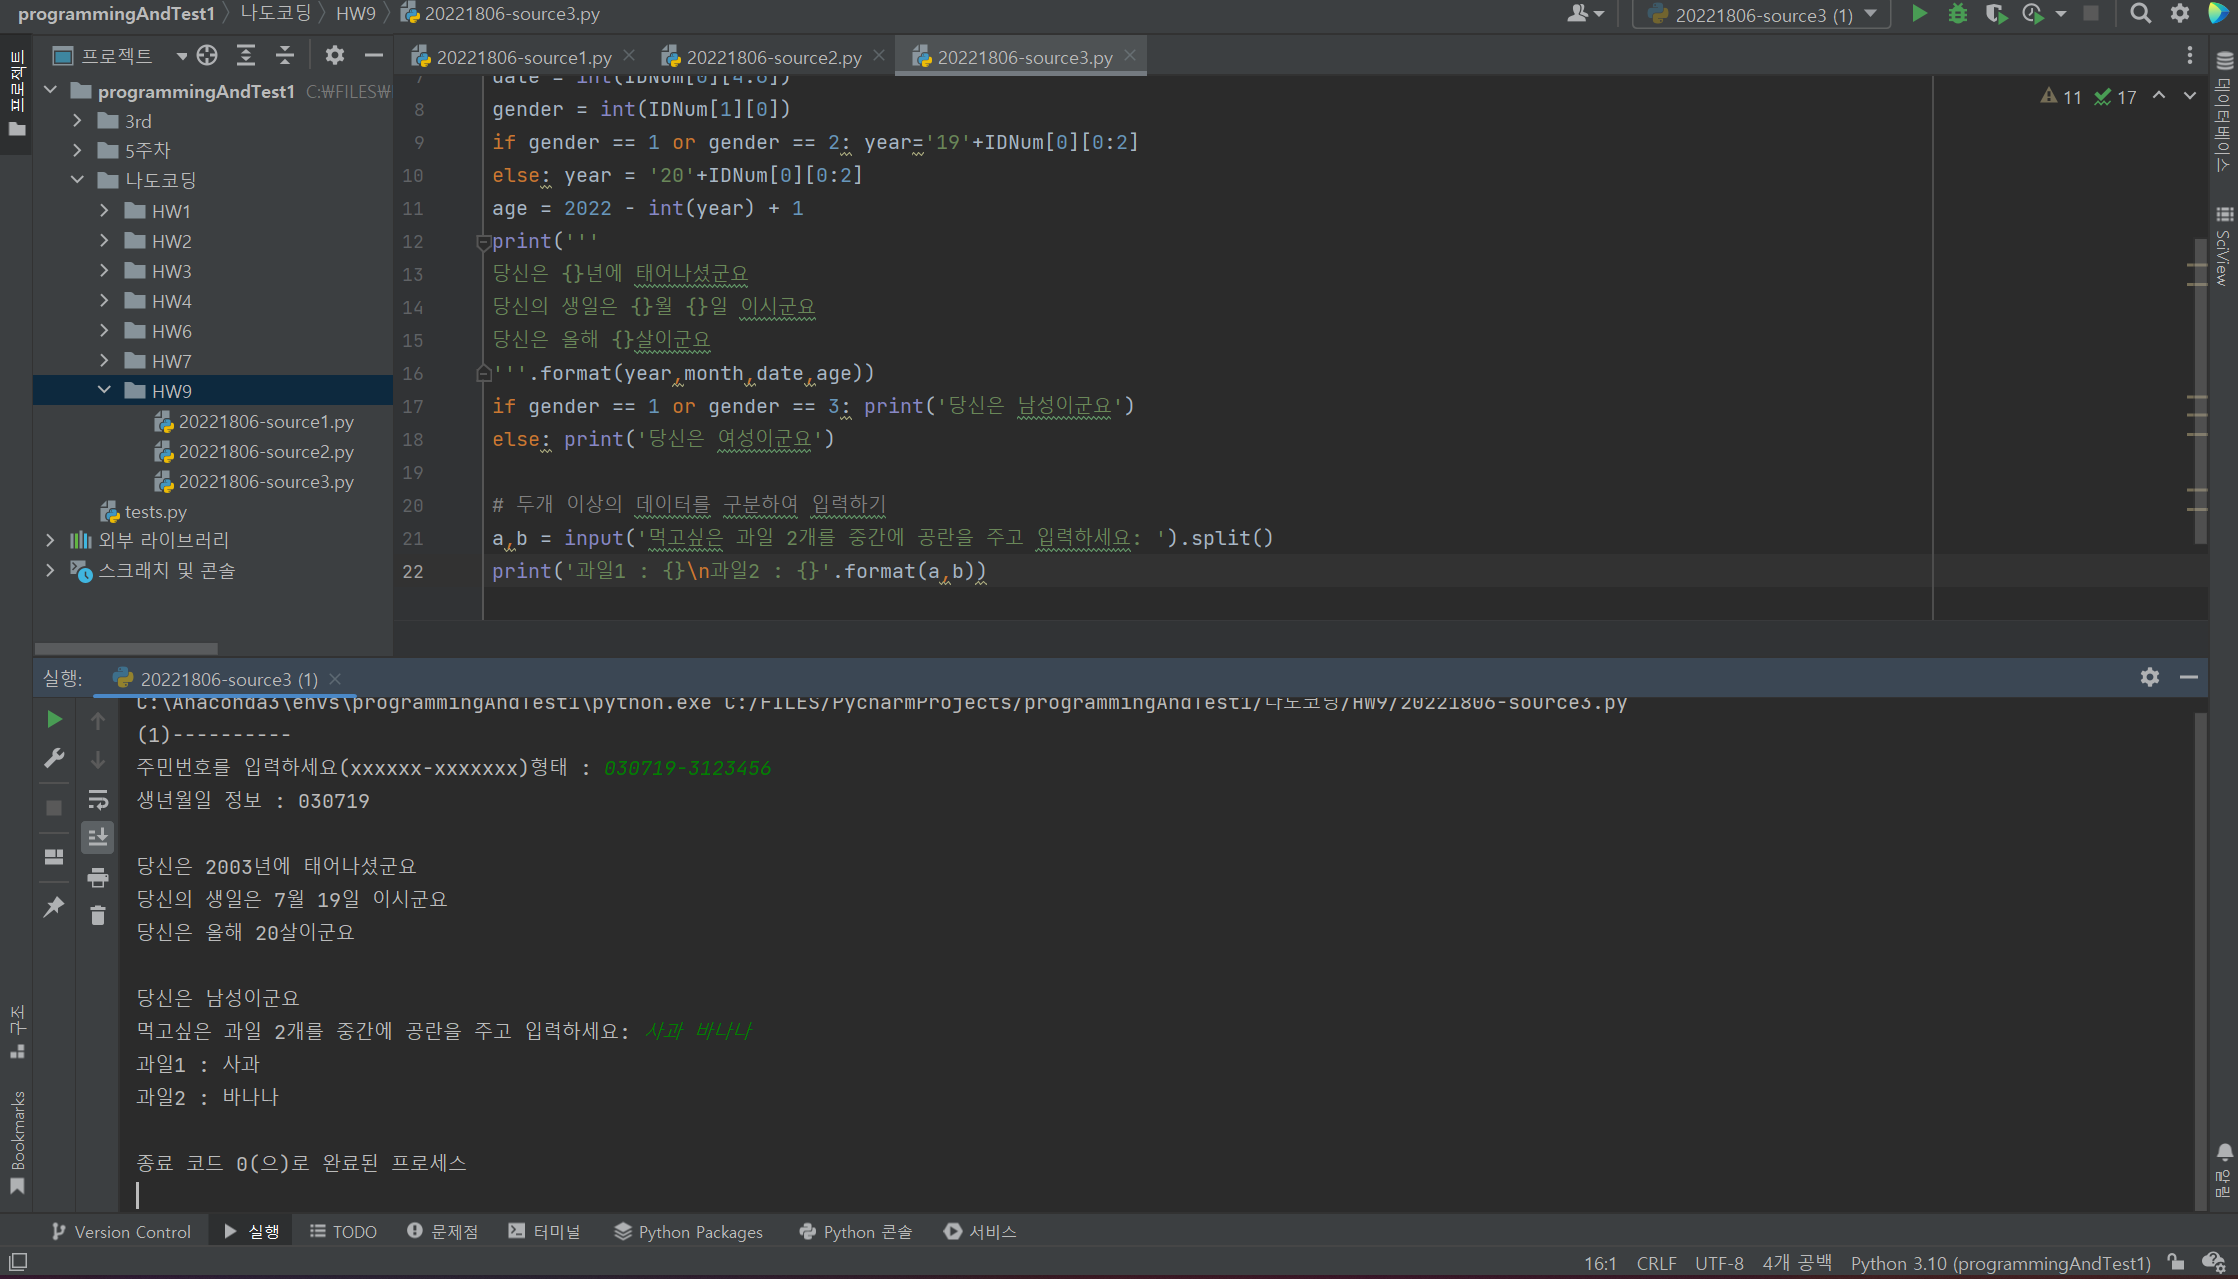 programmingAndTest1 나도코딩 HW9 20221806-source3.py
20221806-source3 (1)
프로젝트
20221806-source1.py
20221806-source2.py
20221806-source3.py
프로젝트
programmingAndTest1 C:₩FILES₩
3rd
5주차
나도코딩
HW1
HW2
HW3
HW4
HW6
HW7
HW9
20221806-source1.py
20221806-source2.py
20221806-source3.py
tests.py
외부 라이브러리
스크래치 및 콘솔
7 date = int(IDNum[0][4:6])
8 gender = int(IDNum[1][0])
9 if gender == 1 or gender == 2: year='19'+IDNum[0][0:2]
10 else: year = '20'+IDNum[0][0:2]
11 age = 2022 - int(year) + 1
12 print('''
13 당신은 {}년에 태어나셨군요
14 당신의 생일은 {}월 {}일 이시군요
15 당신은 올해 {}살이군요
16 '''.format(year,month,date,age))
17 if gender == 1 or gender == 3: print('당신은 남성이군요')
18 else: print('당신은 여성이군요')
19
20 # 두개 이상의 데이터를 구분하여 입력하기
21 a,b = input('먹고싶은 과일 2개를 중간에 공란을 주고 입력하세요: ').split()
22 print('과일1 : {}\n과일2 : {}'.format(a,b))
11 17
데이터베이스
SciView
실행: 20221806-source3 (1)
C:\Anaconda3\envs\programmingAndTest1\python.exe C:/FILES/PycharmProjects/programmingAndTest1/나도코딩/HW9/20221806-source3.py
(1)----------
주민번호를 입력하세요(xxxxxx-xxxxxxx)형태 : 030719-3123456
생년월일 정보 : 030719
당신은 2003년에 태어나셨군요
당신의 생일은 7월 19일 이시군요
당신은 올해 20살이군요
당신은 남성이군요
먹고싶은 과일 2개를 중간에 공란을 주고 입력하세요: 사과 바나나
과일1 : 사과
과일2 : 바나나
종료 코드 0(으)로 완료된 프로세스
구조
Bookmarks
알림
Version Control 실행 TODO 문제점 터미널 Python Packages Python 콘솔 서비스
16:1 CRLF UTF-8 4개 공백 Python 3.10 (programmingAndTest1)